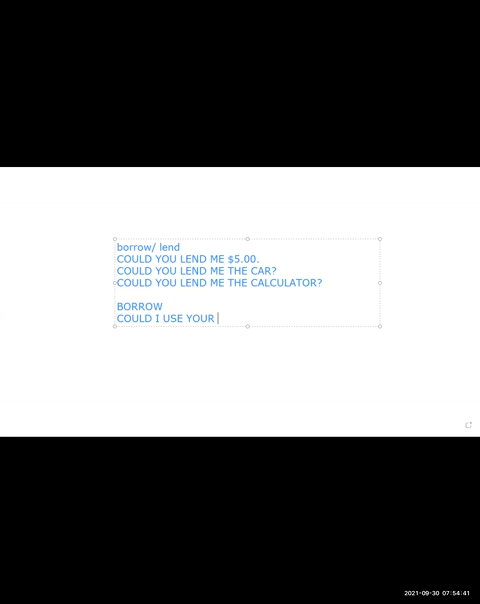 borrow/ lend
COULD YOU LEND ME $5.00.
COULD YOU LEND ME THE CAR?
COULD YOU LEND ME THE CALCULATOR?
BORROW
COULD I USE YOUR
2021-09-30 07:54:41